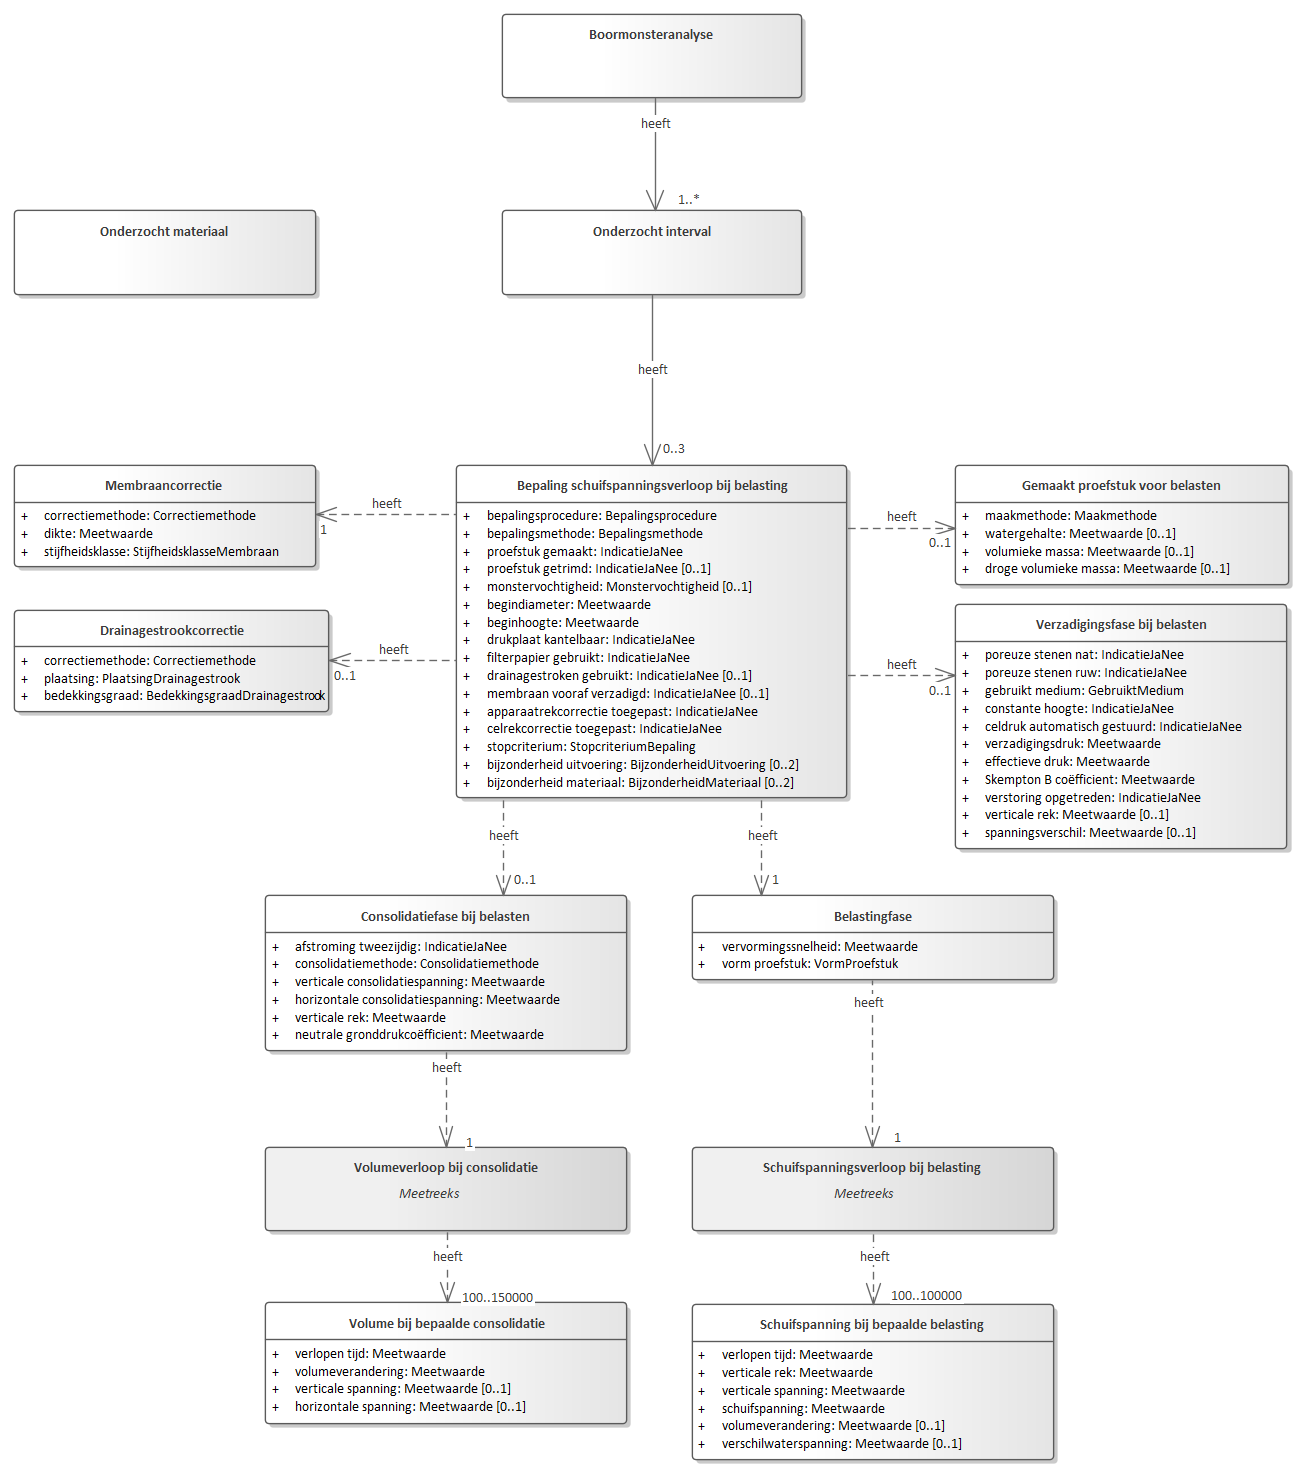 Boormonsteranalyse
heeft
1..*
Onderzocht materiaal
Onderzocht interval
heeft
0..3
Membraancorrectie
+ correctiemethode: Correctiemethode
+ dikte: Meetwaarde
+ stijfheidsklasse: StijfheidsklasseMembraan
heeft
1
Drainagestrookcorrectie
+ correctiemethode: Correctiemethode
+ plaatsing: PlaatsingDrainagestrook
+ bedekkingsgraad: BedekkingsgraadDrainagestrook
heeft
0..1
Bepaling schuifspanningsverloop bij belasting
+ bepalingsprocedure: Bepalingsprocedure
+ bepalingsmethode: Bepalingsmethode
+ proefstuk gemaakt: IndicatieJaNee
+ proefstuk getrimd: IndicatieJaNee [0..1]
+ monstervochtigheid: Monstervochtigheid [0..1]
+ begindiameter: Meetwaarde
+ beginhoogte: Meetwaarde
+ drukplaat kantelbaar: IndicatieJaNee
+ filterpapier gebruikt: IndicatieJaNee
+ drainagestroken gebruikt: IndicatieJaNee [0..1]
+ membraan vooraf verzadigd: IndicatieJaNee [0..1]
+ apparaatrekcorrectie toegepast: IndicatieJaNee
+ celrekcorrectie toegepast: IndicatieJaNee
+ stopcriterium: StopcriteriumBepaling
+ bijzonderheid uitvoering: BijzonderheidUitvoering [0..2]
+ bijzonderheid materiaal: BijzonderheidMateriaal [0..2]
heeft
0..1
Gemaakt proefstuk voor belasten
+ maakmethode: Maakmethode
+ watergehalte: Meetwaarde [0..1]
+ volumieke massa: Meetwaarde [0..1]
+ droge volumieke massa: Meetwaarde [0..1]
heeft
0..1
Verzadigingsfase bij belasten
+ poreuze stenen nat: IndicatieJaNee
+ poreuze stenen ruw: IndicatieJaNee
+ gebruikt medium: GebruiktMedium
+ constante hoogte: IndicatieJaNee
+ celdruk automatisch gestuurd: IndicatieJaNee
+ verzadigingsdruk: Meetwaarde
+ effectieve druk: Meetwaarde
+ Skempton B coëfficient: Meetwaarde
+ verstoring opgetreden: IndicatieJaNee
+ verticale rek: Meetwaarde [0..1]
+ spanningsverschil: Meetwaarde [0..1]
heeft
0..1
heeft
1
Consolidatiefase bij belasten
+ afstroming tweezijdig: IndicatieJaNee
+ consolidatiemethode: Consolidatiemethode
+ verticale consolidatiespanning: Meetwaarde
+ horizontale consolidatiespanning: Meetwaarde
+ verticale rek: Meetwaarde
+ neutrale gronddrukcoëfficient: Meetwaarde
Belastingfase
+ vervormingssnelheid: Meetwaarde
+ vorm proefstuk: VormProefstuk
heeft
1
heeft
1
Volumeverloop bij consolidatie
Meetreeks
Schuifspanningsverloop bij belasting
Meetreeks
heeft
100..150000
heeft
100..100000
Volume bij bepaalde consolidatie
+ verlopen tijd: Meetwaarde
+ volumeverandering: Meetwaarde
+ verticale spanning: Meetwaarde [0..1]
+ horizontale spanning: Meetwaarde [0..1]
Schuifspanning bij bepaalde belasting
+ verlopen tijd: Meetwaarde
+ verticale rek: Meetwaarde
+ verticale spanning: Meetwaarde
+ schuifspanning: Meetwaarde
+ volumeverandering: Meetwaarde [0..1]
+ verschilwaterspanning: Meetwaarde [0..1]